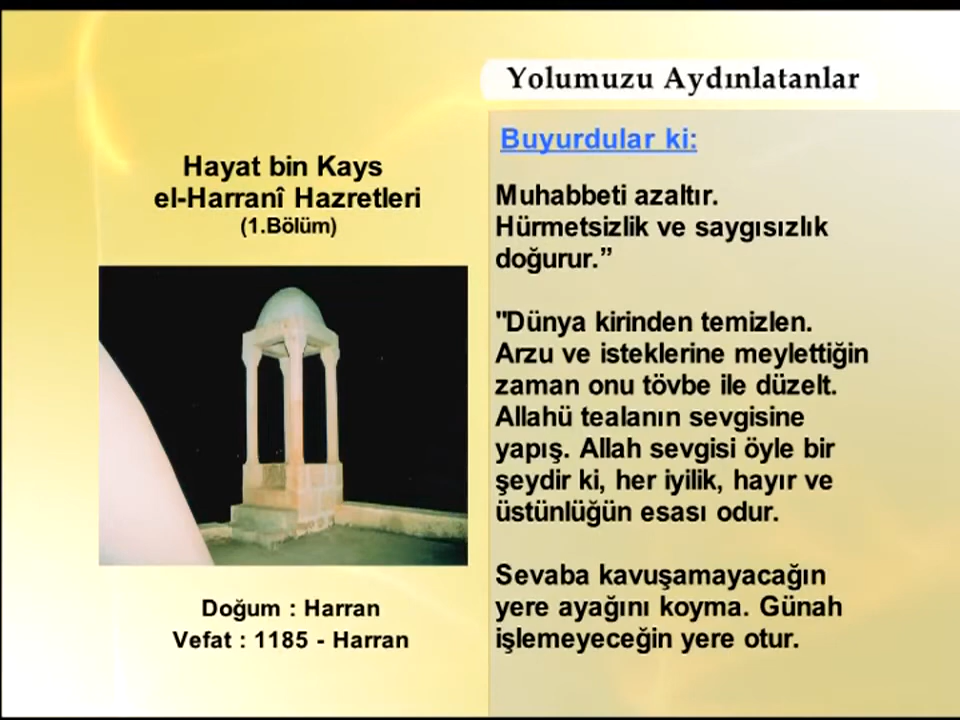 Yolumuzu Aydınlatanlar
Hayat bin Kays
el-Harranî Hazretleri
(1.Bölüm)
Doğum : Harran
Vefat : 1185 - Harran
Buyurdular ki:
Muhabbeti azaltır.
Hürmetsizlik ve saygısızlık
doğurur.”
"Dünya kirinden temizlen.
Arzu ve isteklerine meylettiğin
zaman onu tövbe ile düzelt.
Allahü tealanın sevgisine
yapış. Allah sevgisi öyle bir
şeydir ki, her iyilik, hayır ve
üstünlüğün esası odur.
Sevaba kavuşamayacağın
yere ayağını koyma. Günah
işlemeyeceğin yere otur.